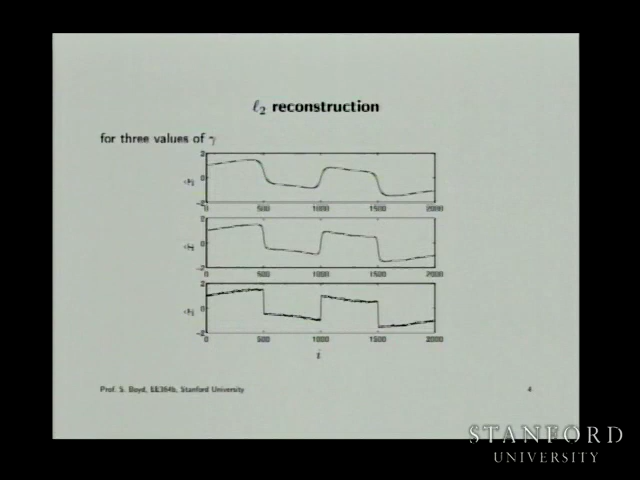 ℓ₂ reconstruction
for three values of γ
2
0
−2
x̂ᵢ
0 500 1000 1500 2000
2
0
−2
x̂ᵢ
0 500 1000 1500 2000
2
0
−2
x̂ᵢ
0 500 1000 1500 2000
i
Prof. S. Boyd, EE364b, Stanford University 4
STANFORD
UNIVERSITY